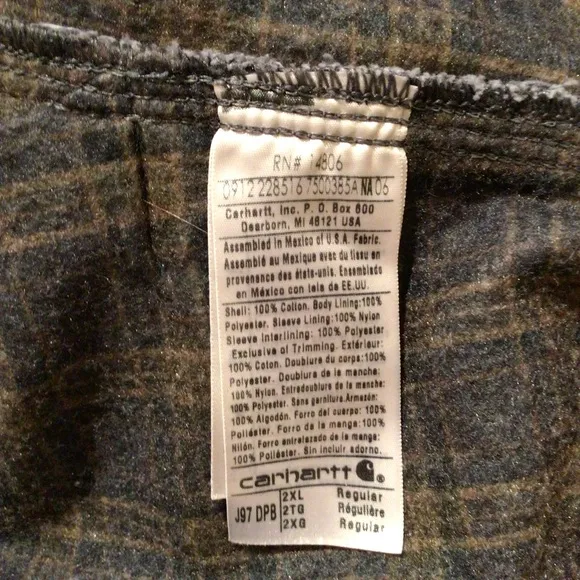 RN# 14806
0912 228516 7500385A NA 06
Carhartt, Inc. P. O. Box 600
Dearborn, MI 48121 USA
Assembled in Mexico of U.S.A. Fabric.
Assemblé au Mexique avec du tissu en
provenance des états-unis. Ensamblado
en México con tela de EE.UU.
Shell: 100% Cotton. Body Lining:100%
Polyester. Sleeve Lining:100% Nylon
Sleeve Interlining: 100% Polyester
Exclusive of Trimming. Extérieur:
100% Coton. Doublure du corps:100%
Polyester. Doublure de la manche:
100% Nylon. Entredoublure de la manche:
100% Polyester. Sans garniture.Armazón:
100% Algodón. Forro del cuerpo: 100%
Poliéster. Forro de la manga:100%
Nilón. Forro entretelado de la manga:
100% Poliéster. Sin incluir adorno.
carhartt ®
J97 DPB 2XL Regular
2TG Régulière
2XG Regular